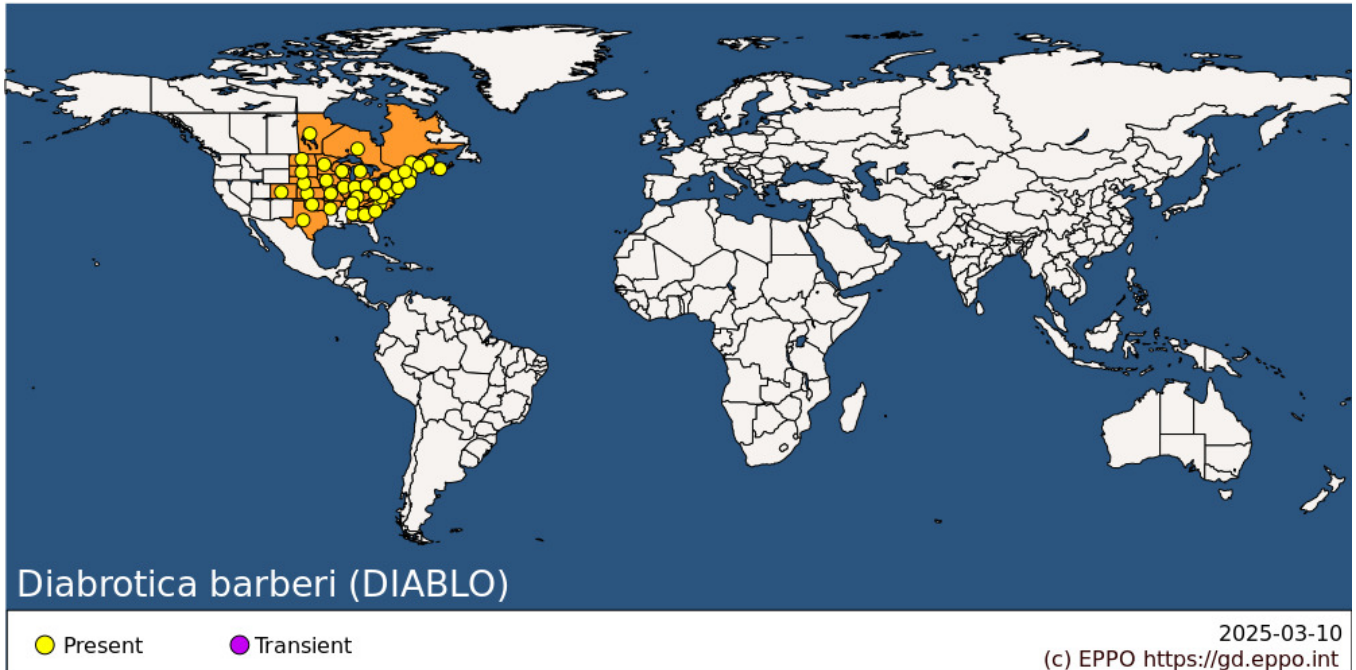 Diabrotica barberi (DIABLO)
Present
Transient
2025-03-10
(c) EPPO https://gd.eppo.int